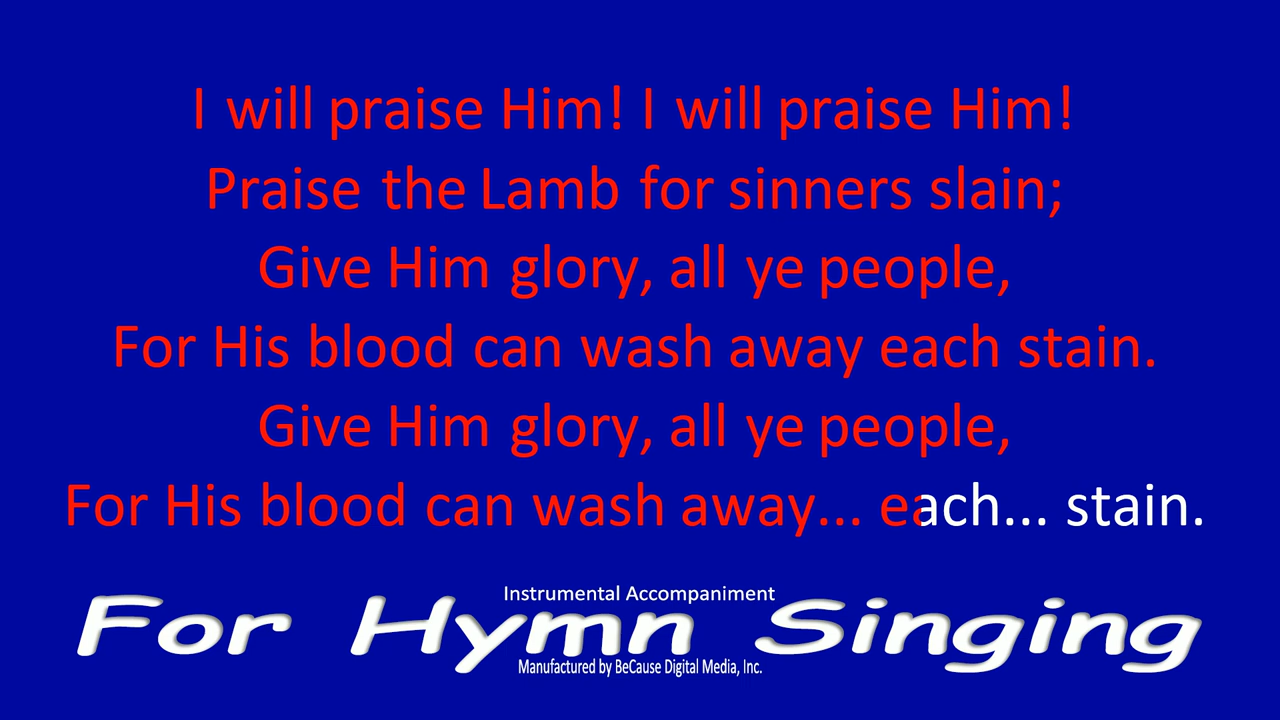 I will praise Him! I will praise Him!
Praise the Lamb for sinners slain;
Give Him glory, all ye people,
For His blood can wash away each stain.
Give Him glory, all ye people,
For His blood can wash away... each... stain.
Instrumental Accompaniment
For Hymn Singing
Manufactured by BeCause Digital Media, Inc.